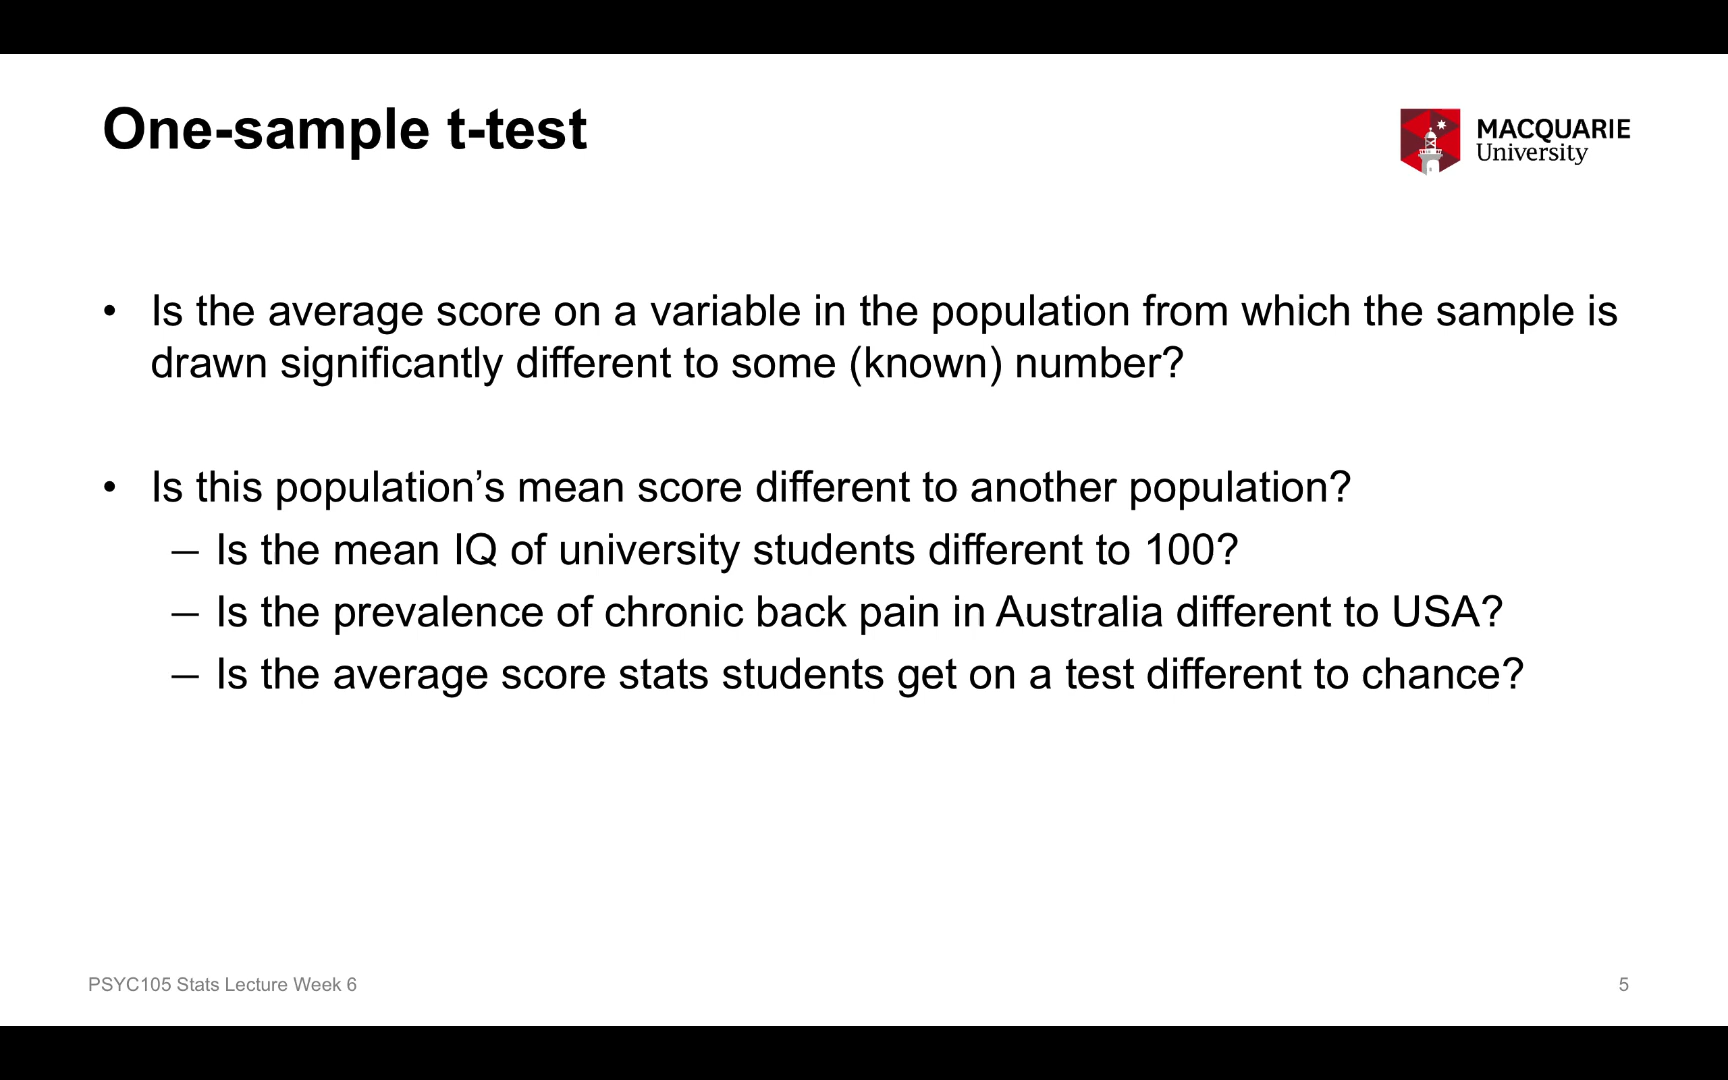 One-sample t-test
MACQUARIE
University
• Is the average score on a variable in the population from which the sample is
drawn significantly different to some (known) number?
• Is this population’s mean score different to another population?
– Is the mean IQ of university students different to 100?
– Is the prevalence of chronic back pain in Australia different to USA?
– Is the average score stats students get on a test different to chance?
PSYC105 Stats Lecture Week 6
5